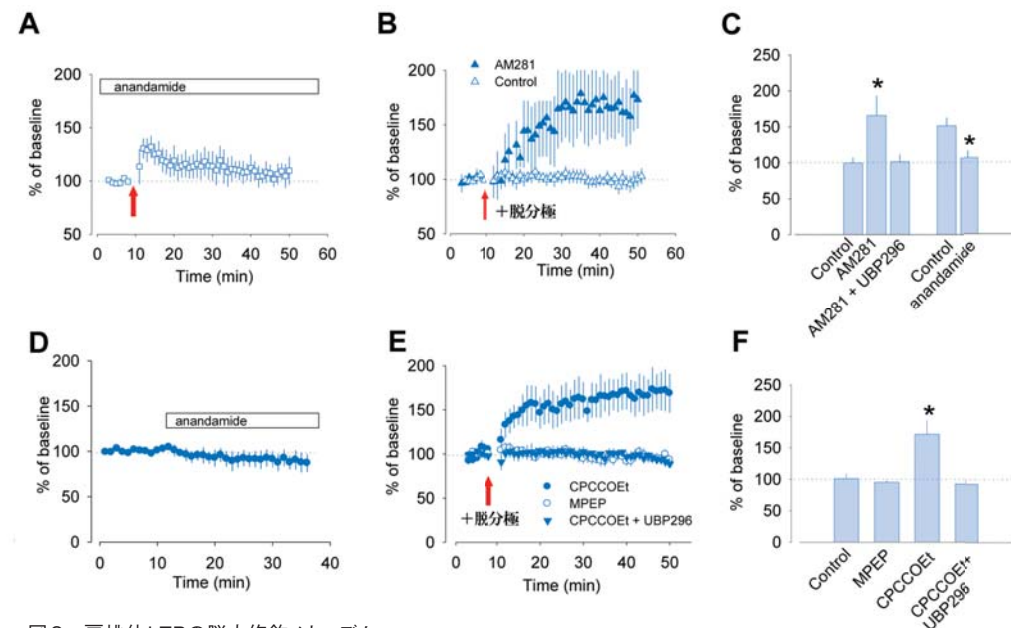 A
200
150
100
50
% of baseline
anandamide
0 10 20 30 40 50 60
Time (min)
B
200
150
100
50
% of baseline
AM281
Control
+脱分極
0 10 20 30 40 50 60
Time (min)
C
250
200
150
100
50
0
% of baseline
*
*
Control
AM281
AM281 + UBP296
Control
anandamide
D
200
150
100
50
0
% of baseline
anandamide
0 10 20 30 40
Time (min)
E
200
150
100
50
0
% of baseline
+脱分極
CPCCOEt
MPEP
CPCCOEt + UBP296
0 10 20 30 40 50
Time (min)
F
250
200
150
100
50
0
% of baseline
*
Control
MPEP
CPCCOEt
CPCCOEt+
UBP296